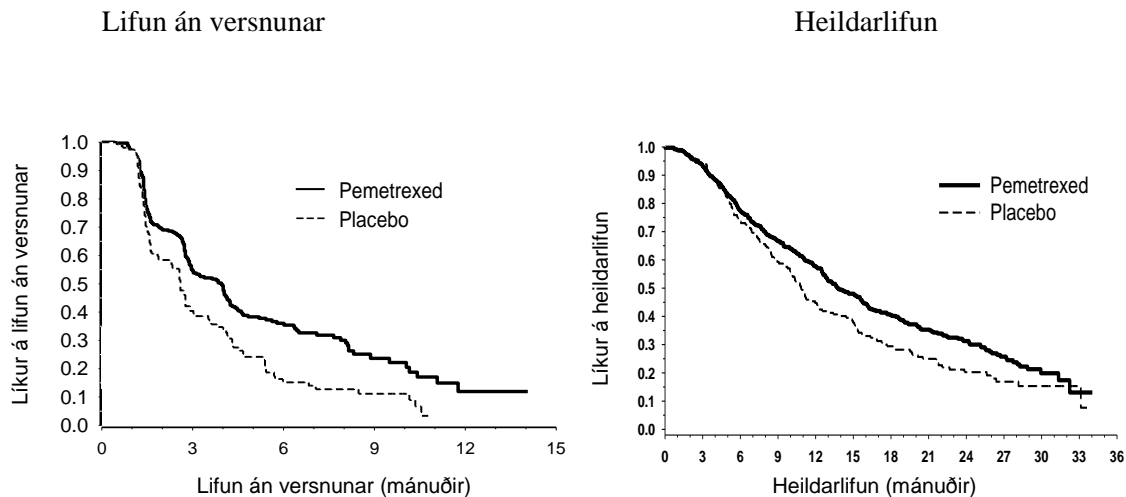 Lifun án versnunar
Heildarlifun
Líkur á lifun án versnunar
1.0
0.9
0.8
0.7
0.6
0.5
0.4
0.3
0.2
0.1
0.0
Pemetrexed
Placebo
0 3 6 9 12 15
Lifun án versnunar (mánuðir)
Líkur á heildarlifun
1.0
0.9
0.8
0.7
0.6
0.5
0.4
0.3
0.2
0.1
0.0
Pemetrexed
Placebo
0 3 6 9 12 15 18 21 24 27 30 33 36
Heildarlifun (mánuðir)